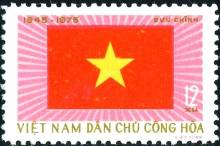 1945-1975 BƯU CHÍNH
12
XU
VIỆT NAM DÂN CHỦ CỘNG HÒA